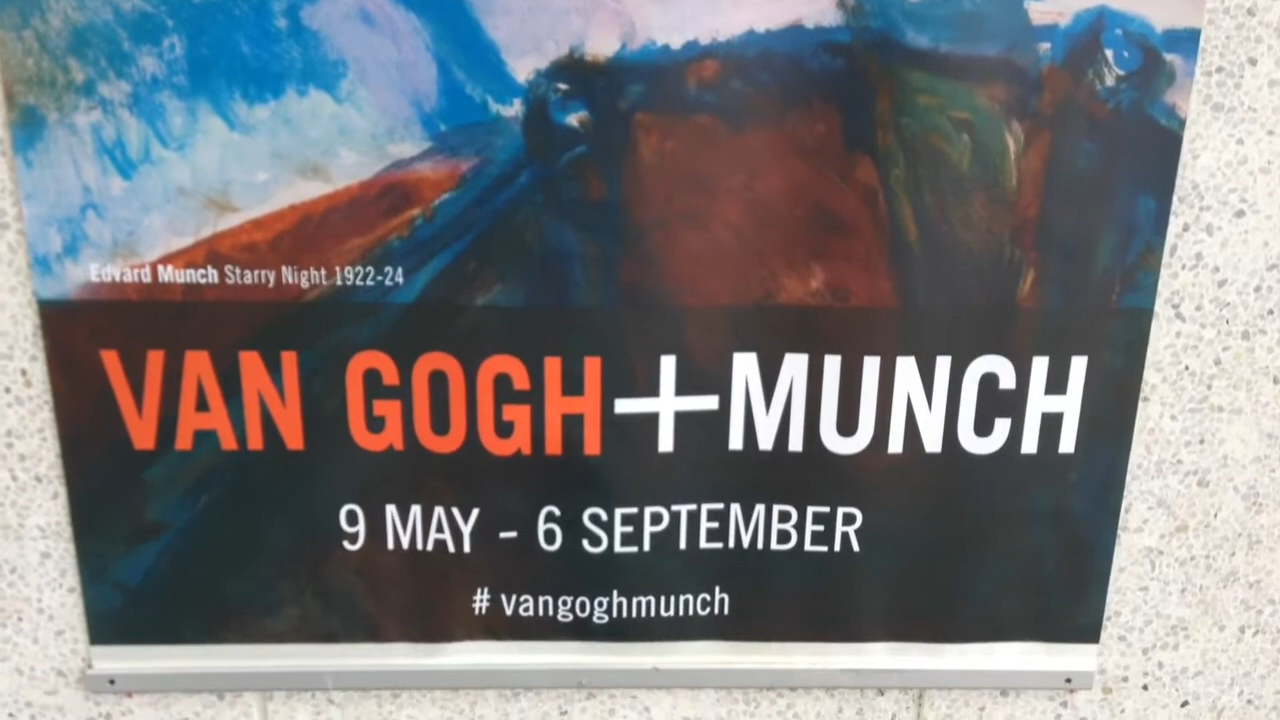 Edvard Munch Starry Night 1922-24
VAN GOGH+MUNCH
9 MAY - 6 SEPTEMBER
# vangoghmunch